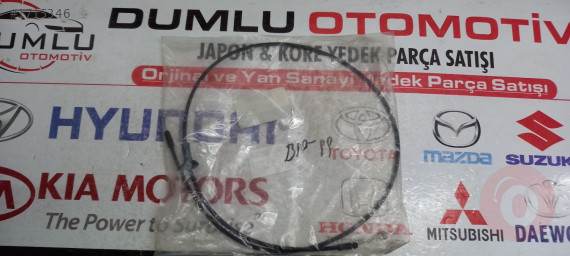 DUMLU OTOMOTİV
DUMLU
OTOMOTİV
JAPON & KORE YEDEK PARÇA SATIŞI
Orjinal ve Yan Sanayi Yedek Parça Satışı
HYUNDAI
TOYOTA
mazda
SUZUKI
KIA MOTORS
The Power to Surprise
HONDA
MITSUBISHI
DAEWO